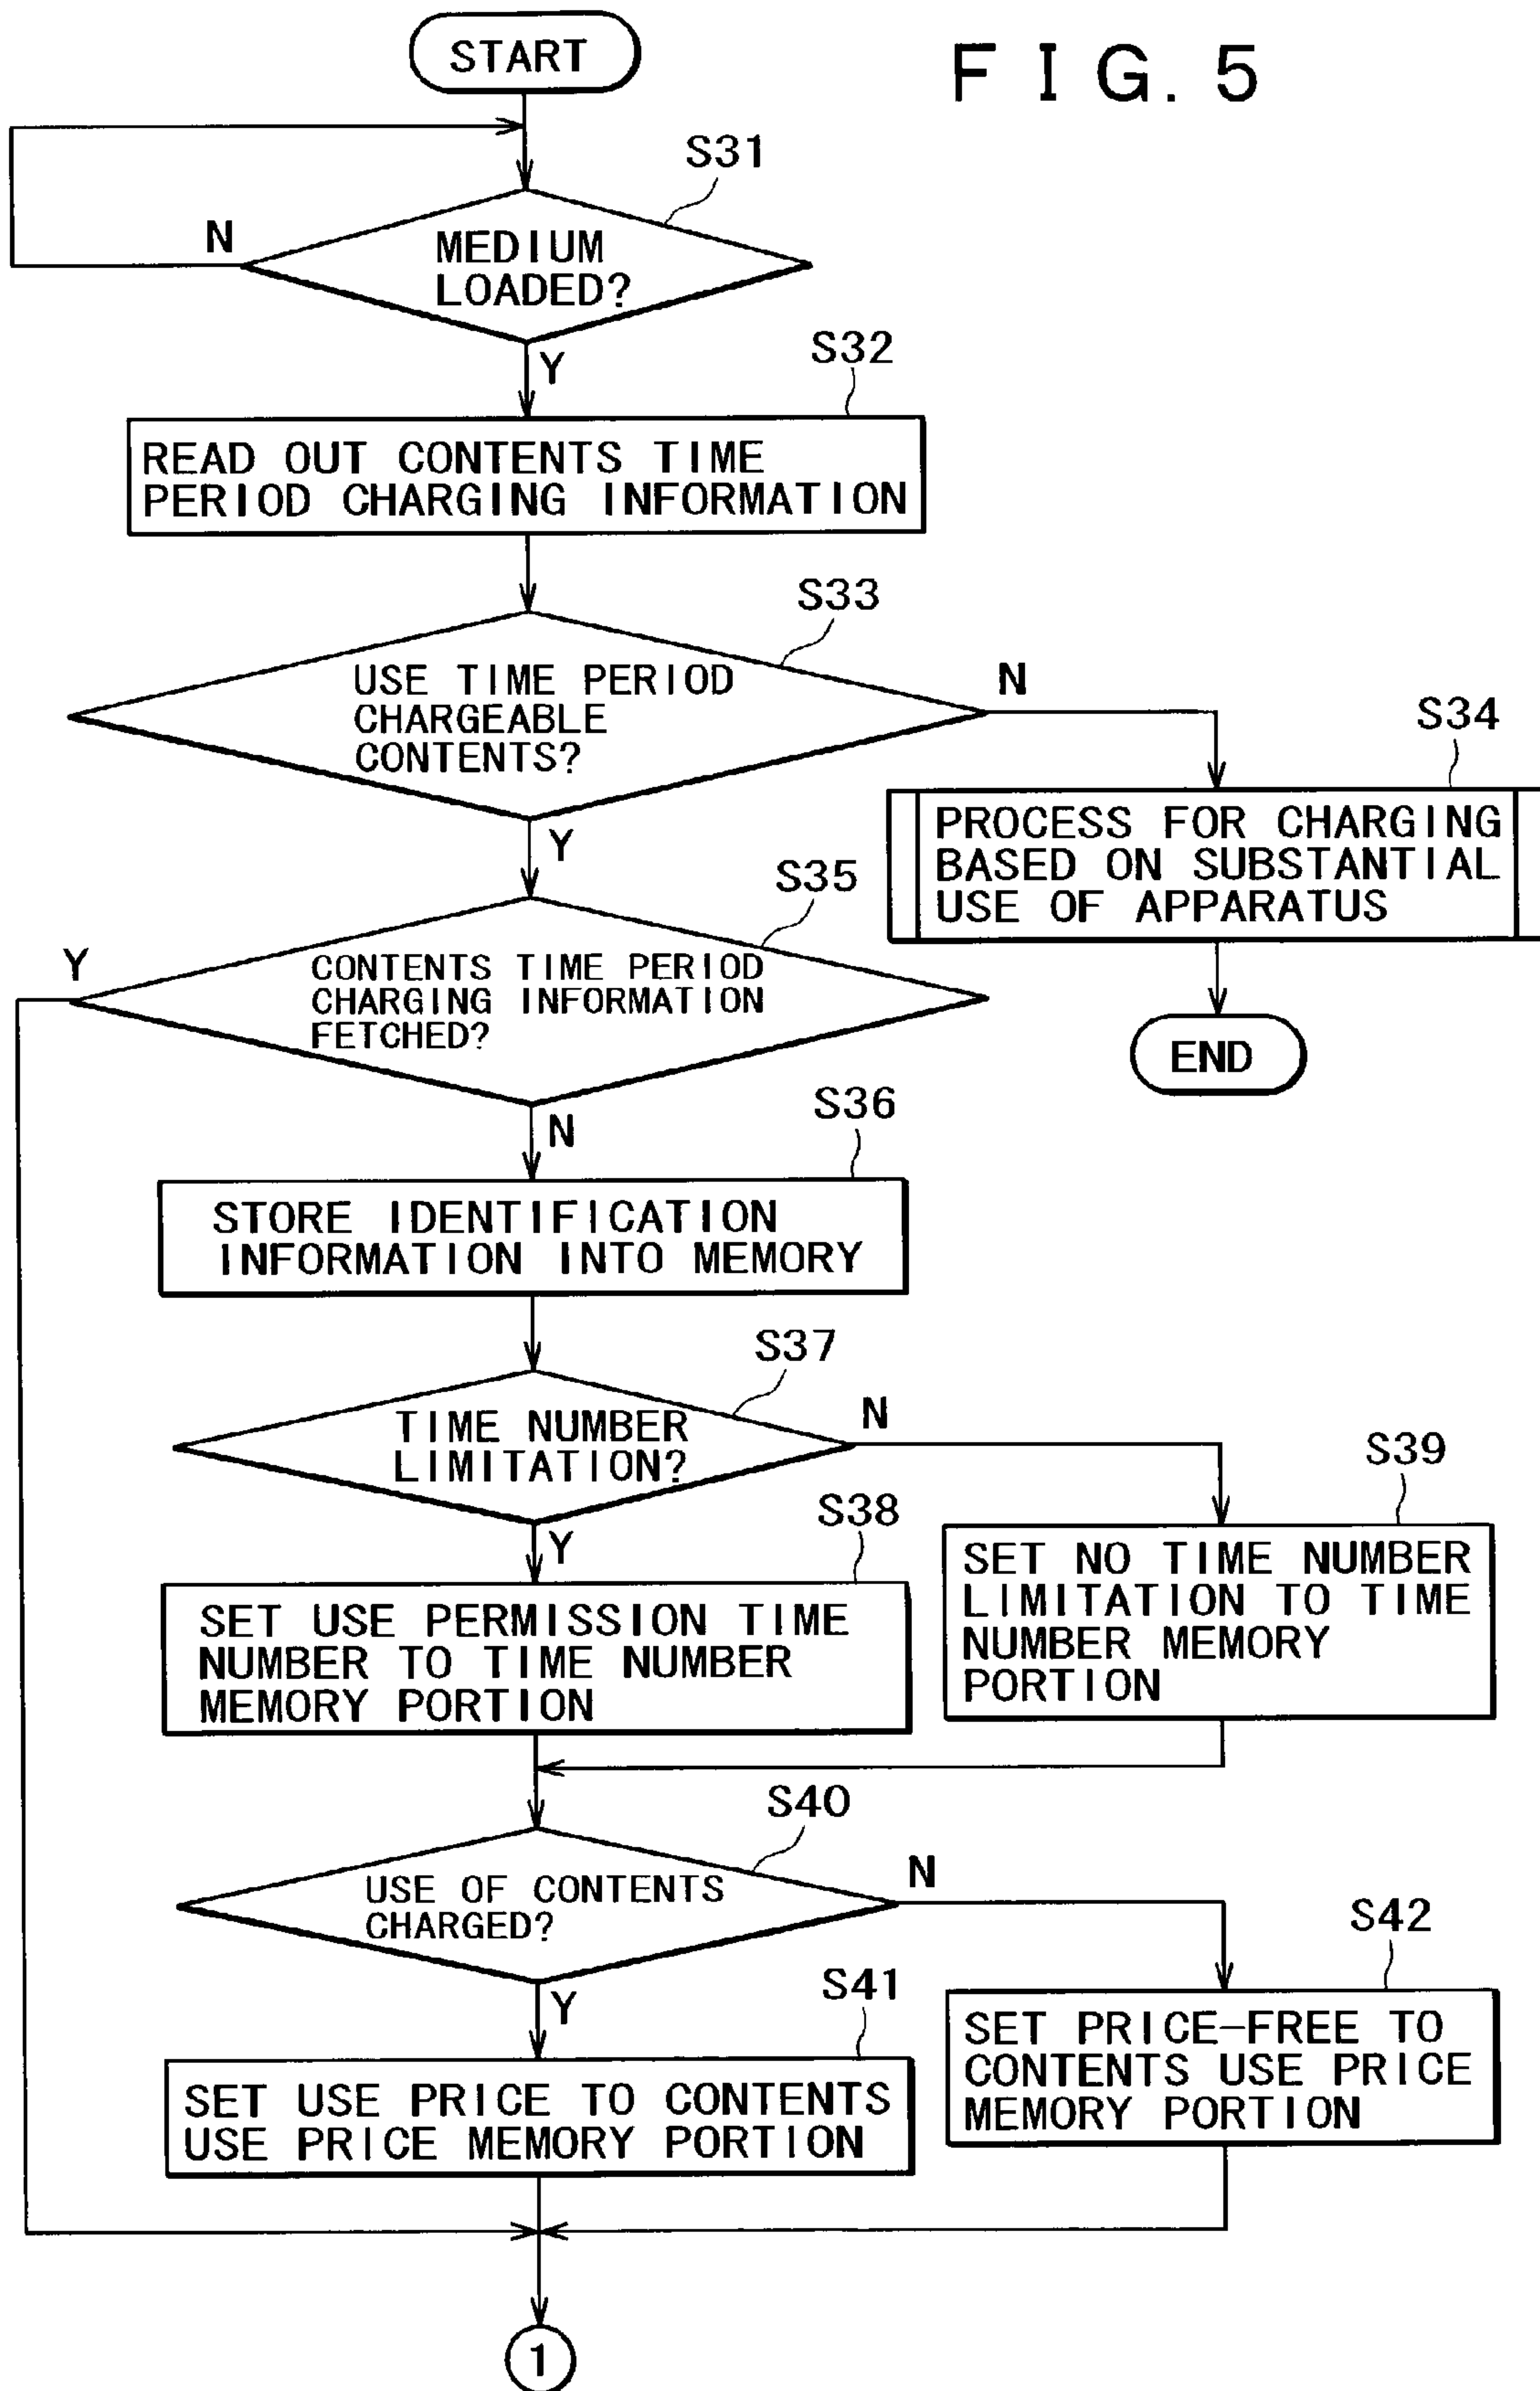 START
FIG. 5
S31
N
MEDIUM
LOADED?
Y
S32
READ OUT CONTENTS TIME
PERIOD CHARGING INFORMATION
S33
USE TIME PERIOD
CHARGEABLE
CONTENTS?
N
Y
S34
PROCESS FOR CHARGING
BASED ON SUBSTANTIAL
USE OF APPARATUS
END
S35
Y
CONTENTS TIME PERIOD
CHARGING INFORMATION
FETCHED?
N
S36
STORE IDENTIFICATION
INFORMATION INTO MEMORY
S37
TIME NUMBER
LIMITATION?
N
Y
S38
SET USE PERMISSION TIME
NUMBER TO TIME NUMBER
MEMORY PORTION
S39
SET NO TIME NUMBER
LIMITATION TO TIME
NUMBER MEMORY
PORTION
S40
USE OF CONTENTS
CHARGED?
N
Y
S41
SET USE PRICE TO CONTENTS
USE PRICE MEMORY PORTION
S42
SET PRICE-FREE TO
CONTENTS USE PRICE
MEMORY PORTION
1